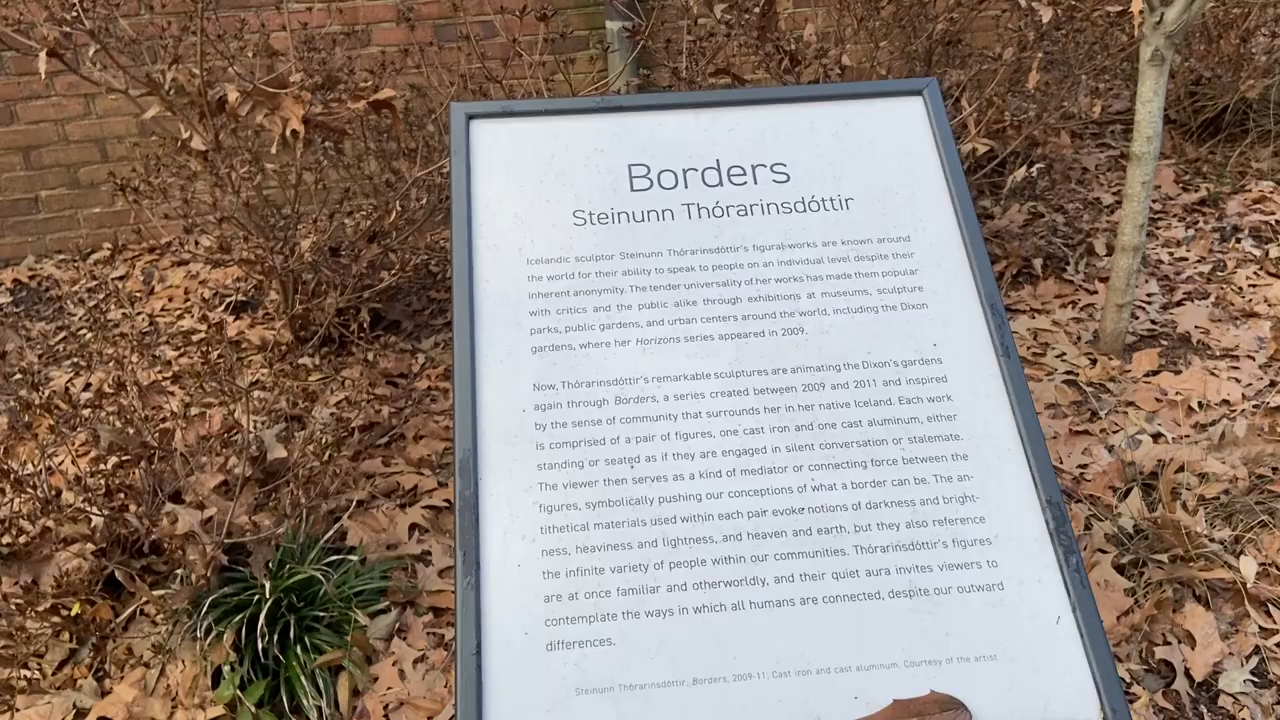 Borders
Steinunn Thórarinsdóttir
Icelandic sculptor Steinunn Thórarinsdóttir's figural works are known around
the world for their ability to speak to people on an individual level despite their
inherent anonymity. The tender universality of her works has made them popular
with critics and the public alike through exhibitions at museums, sculpture
parks, public gardens, and urban centers around the world, including the Dixon
gardens, where her Horizons series appeared in 2009.
Now, Thórarinsdóttir's remarkable sculptures are animating the Dixon's gardens
again through Borders, a series created between 2009 and 2011 and inspired
by the sense of community that surrounds her in her native Iceland. Each work
is comprised of a pair of figures, one cast iron and one cast aluminum, either
standing or seated as if they are engaged in silent conversation or stalemate.
The viewer then serves as a kind of mediator or connecting force between the
figures, symbolically pushing our conceptions of what a border can be. The an-
tithetical materials used within each pair evoke notions of darkness and bright-
ness, heaviness and lightness, and heaven and earth, but they also reference
the infinite variety of people within our communities. Thórarinsdóttir's figures
are at once familiar and otherworldly, and their quiet aura invites viewers to
contemplate the ways in which all humans are connected, despite our outward
differences.
Steinunn Thórarinsdóttir, Borders, 2009-11, Cast iron and cast aluminum, Courtesy of the artist